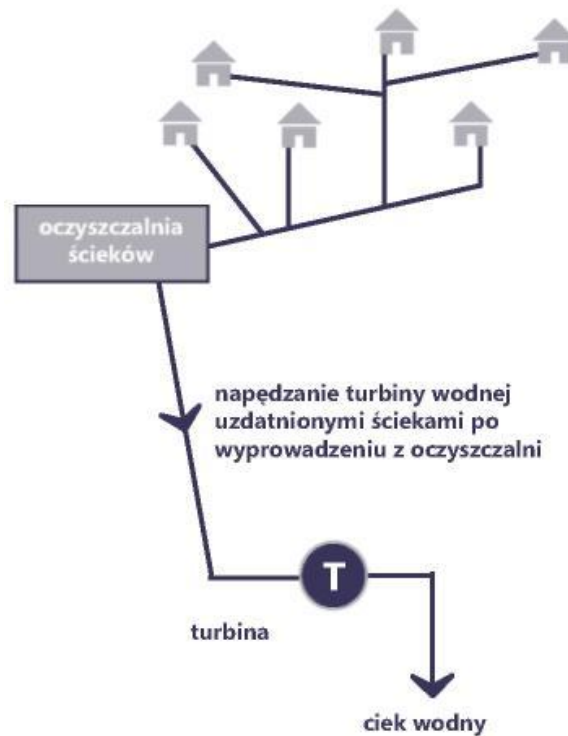 oczyszczalnia
ścieków
napędzanie turbiny wodnej
uzdatnionymi ściekami po
wyprowadzeniu z oczyszczalni
T
turbina
ciek wodny